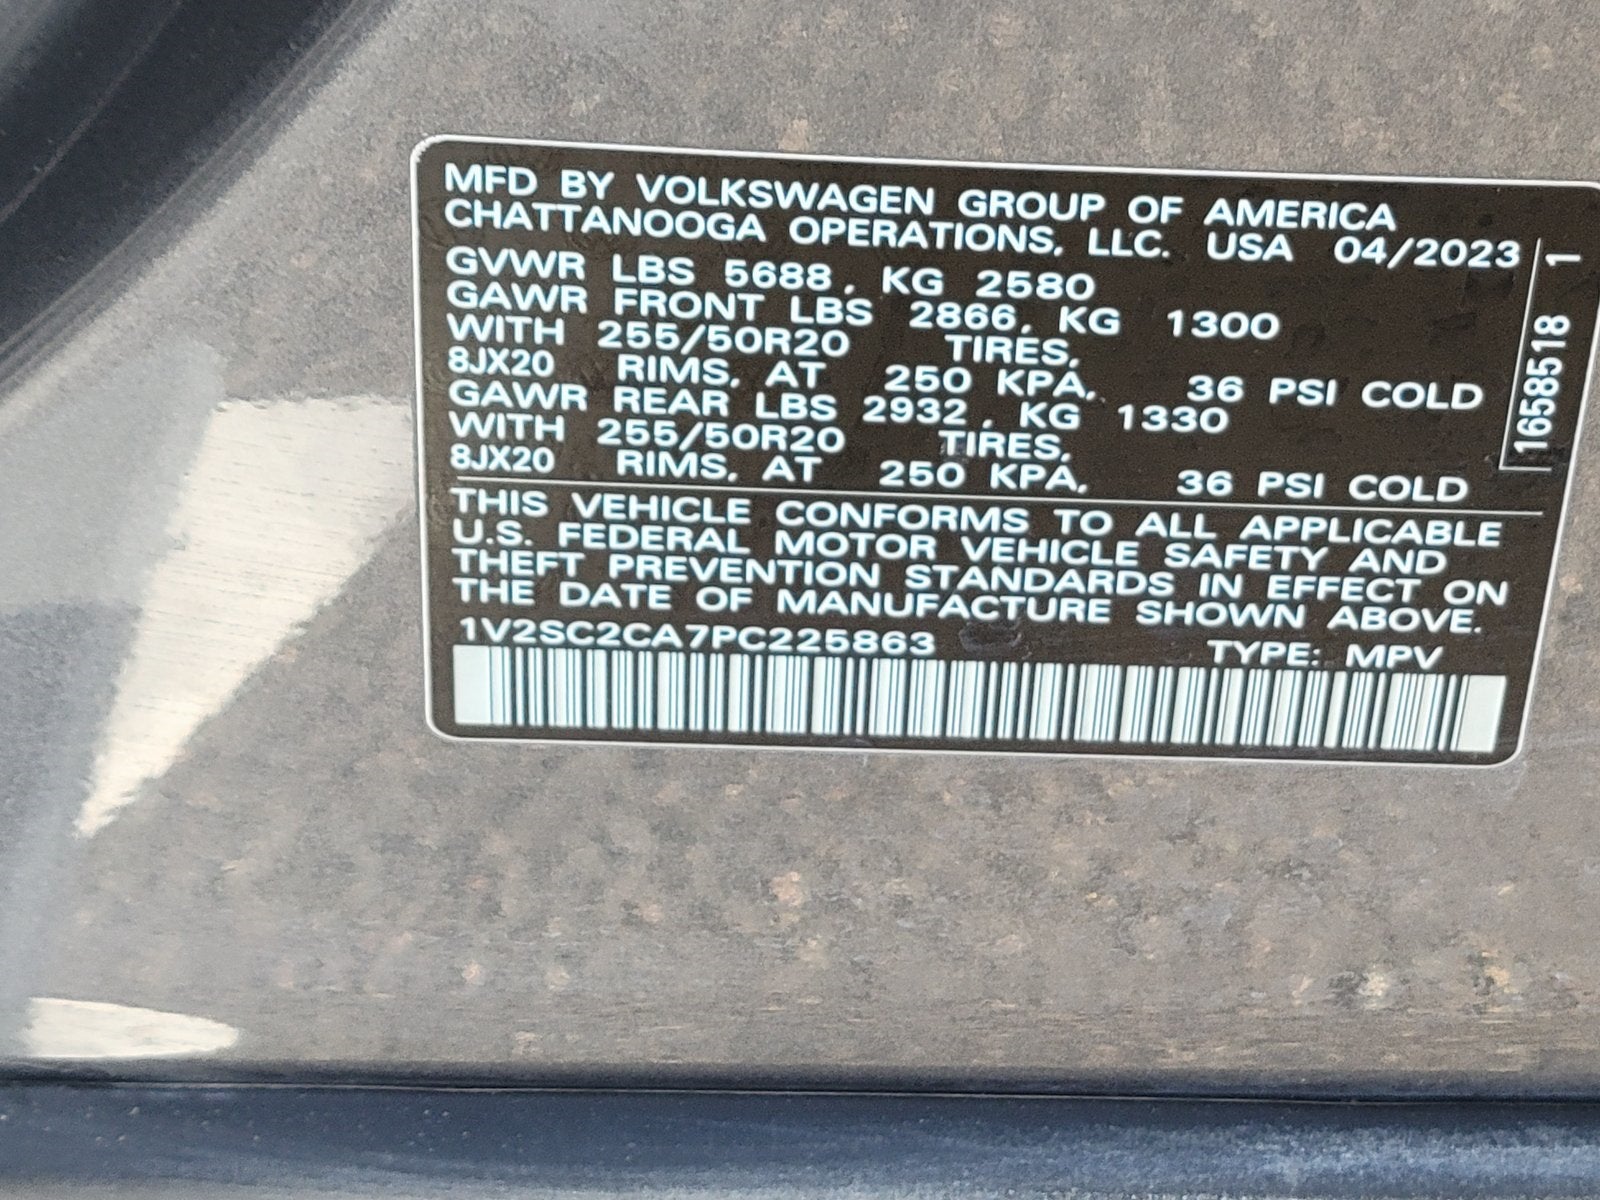 MFD BY VOLKSWAGEN GROUP OF AMERICA
CHATTANOOGA OPERATIONS, LLC. USA 04/2023
GVWR LBS 5688, KG 2580
GAWR FRONT LBS 2866, KG 1300
WITH 255/50R20 TIRES,
8JX20 RIMS, AT 250 KPA, 36 PSI COLD
GAWR REAR LBS 2932, KG 1330
WITH 255/50R20 TIRES,
8JX20 RIMS, AT 250 KPA, 36 PSI COLD
THIS VEHICLE CONFORMS TO ALL APPLICABLE
U.S. FEDERAL MOTOR VEHICLE SAFETY AND
THEFT PREVENTION STANDARDS IN EFFECT ON
THE DATE OF MANUFACTURE SHOWN ABOVE.
1V2SC2CA7PC225863 TYPE: MPV
1658518 1